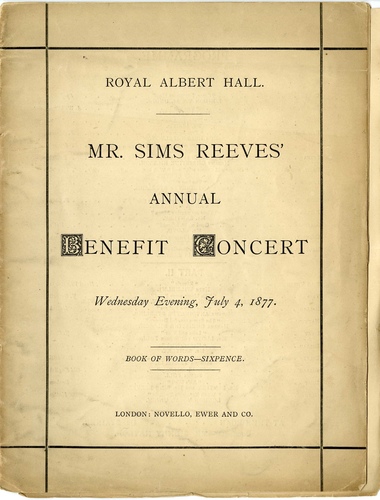 ROYAL ALBERT HALL.
MR. SIMS REEVES'
ANNUAL
BENEFIT CONCERT
Wednesday Evening, July 4, 1877.
BOOK OF WORDS—SIXPENCE.
LONDON: NOVELLO, EWER AND CO.